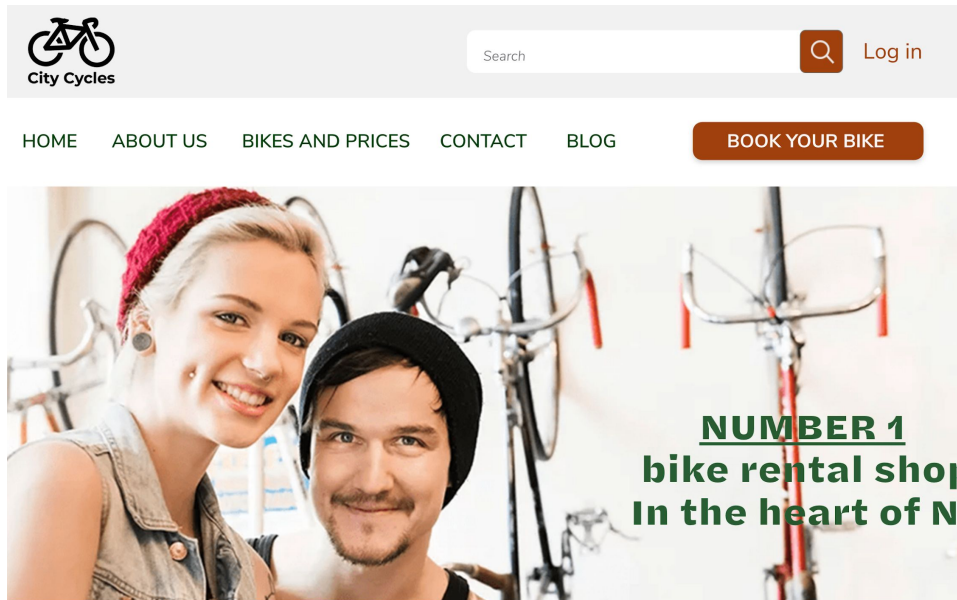 City Cycles
Search
Log in
HOME
ABOUT US
BIKES AND PRICES
CONTACT
BLOG
BOOK YOUR BIKE
NUMBER 1
bike rental shop
In the heart of N